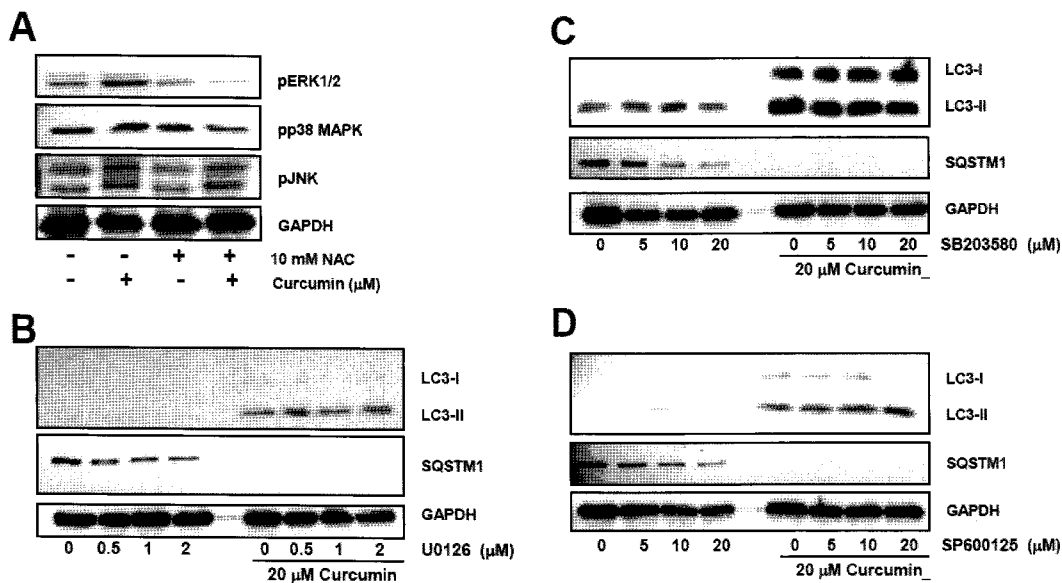 A
pERK1/2
pp38 MAPK
pJNK
GAPDH
- - + + 10 mM NAC
- + - + Curcumin (μM)
B
LC3-I
LC3-II
SQSTM1
GAPDH
0 0.5 1 2 0 0.5 1 2 U0126 (μM)
20 μM Curcumin
C
LC3-I
LC3-II
SQSTM1
GAPDH
0 5 10 20 0 5 10 20 SB203580 (μM)
20 μM Curcumin_
D
LC3-I
LC3-II
SQSTM1
GAPDH
0 5 10 20 0 5 10 20 SP600125 (μM)
20 μM Curcumin_